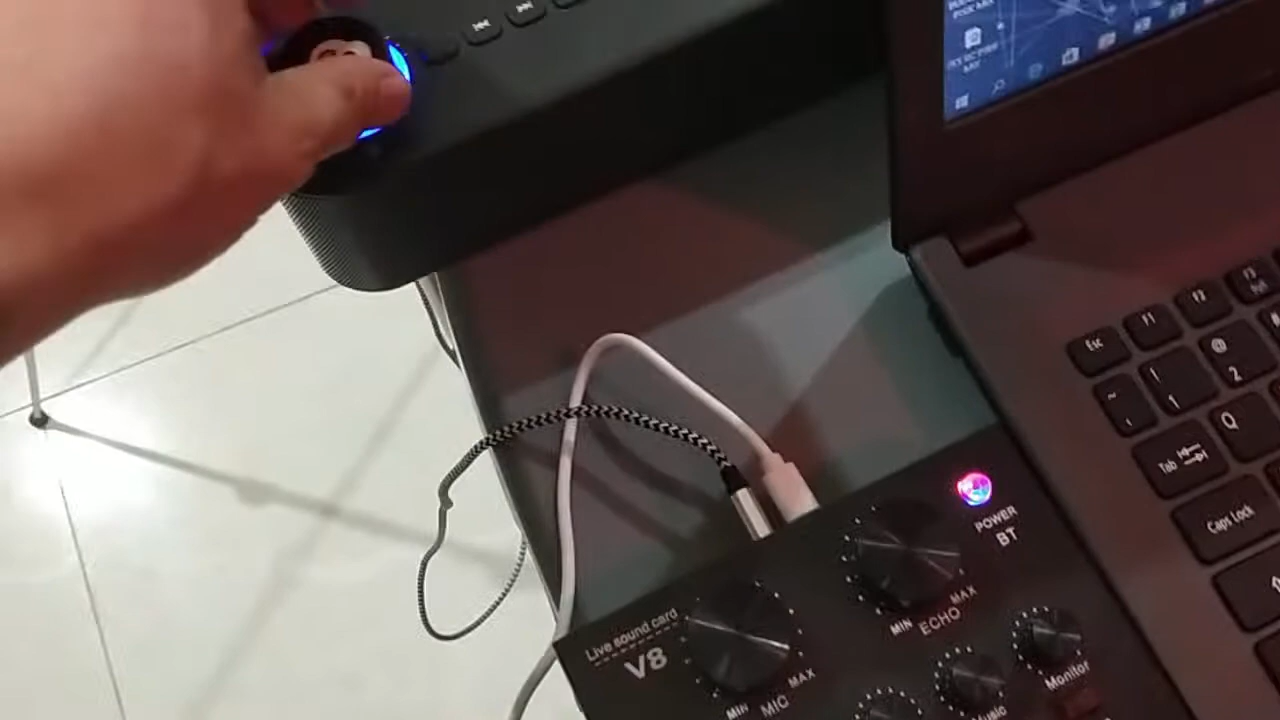 Esc
F1
F2
F3
~
!
1
@
2
Tab
Q
Caps Lock
POWER
BT
MIN
MAX
ECHO
Live sound card
V8
MIN
MAX
MIC
Music
Monitor